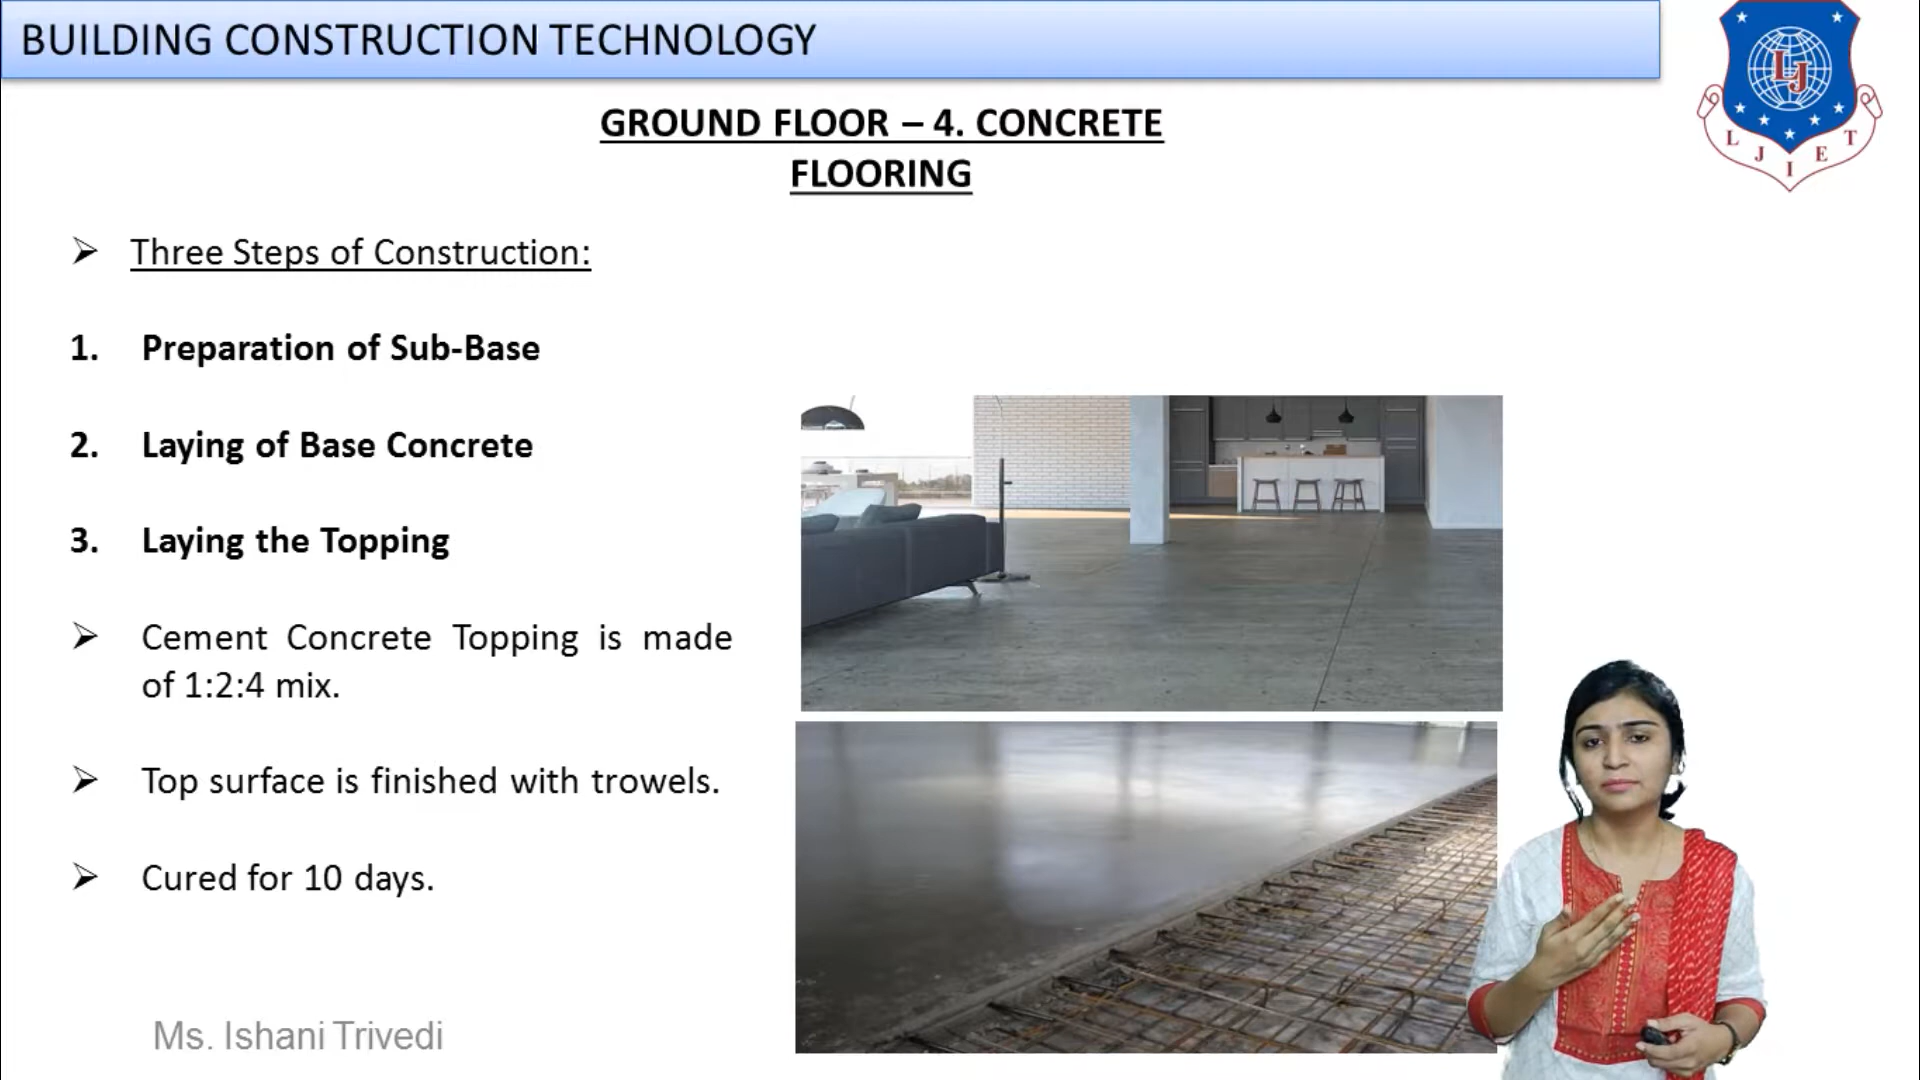 BUILDING CONSTRUCTION TECHNOLOGY
GROUND FLOOR – 4. CONCRETE
FLOORING
L J I E T
LJ
➢ Three Steps of Construction:
1. Preparation of Sub-Base
2. Laying of Base Concrete
3. Laying the Topping
➢ Cement Concrete Topping is made
of 1:2:4 mix.
➢ Top surface is finished with trowels.
➢ Cured for 10 days.
Ms. Ishani Trivedi